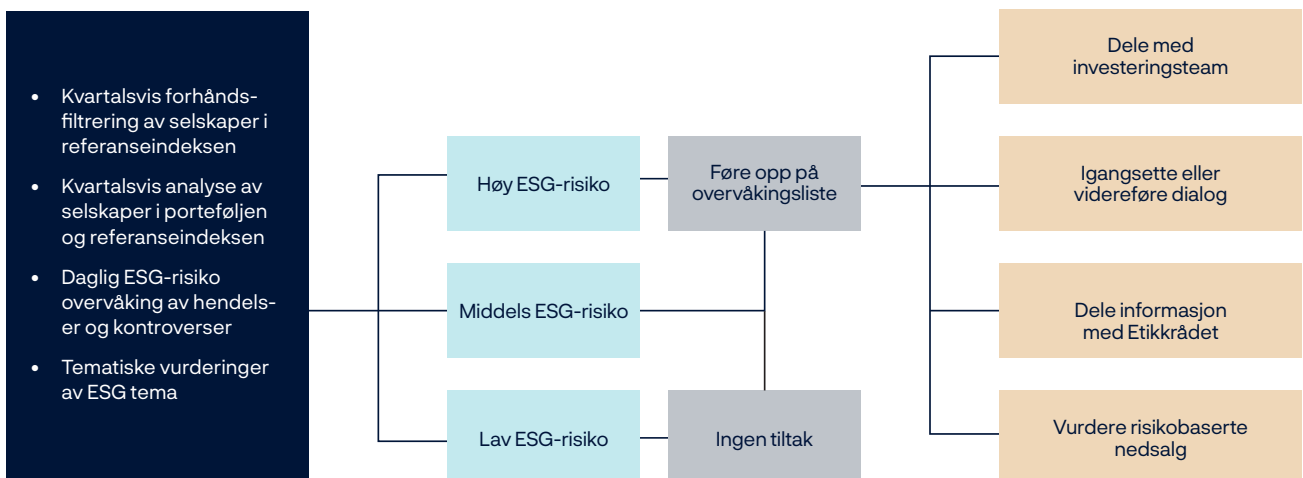 • Kvartalsvis forhånds-
filtrering av selskaper i
referanseindeksen
• Kvartalsvis analyse av
selskaper i porteføljen
og referanseindeksen
• Daglig ESG-risiko
overvåking av hendels-
er og kontroverser
• Tematiske vurderinger
av ESG tema
Høy ESG-risiko
Middels ESG-risiko
Lav ESG-risiko
Føre opp på
overvåkingsliste
Ingen tiltak
Dele med
investeringsteam
Igangsette eller
videreføre dialog
Dele informasjon
med Etikkrådet
Vurdere risikobaserte
nedsalg